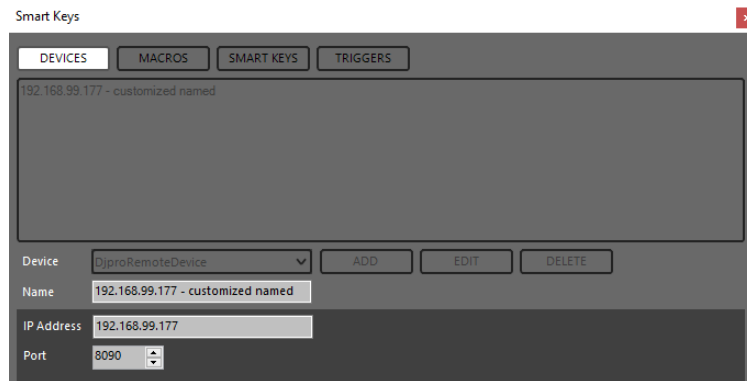 Smart Keys
DEVICES MACROS SMART KEYS TRIGGERS
192.168.99.177 - customized named
Device DjproRemoteDevice ADD EDIT DELETE
Name 192.168.99.177 - customized named
IP Address 192.168.99.177
Port 8090